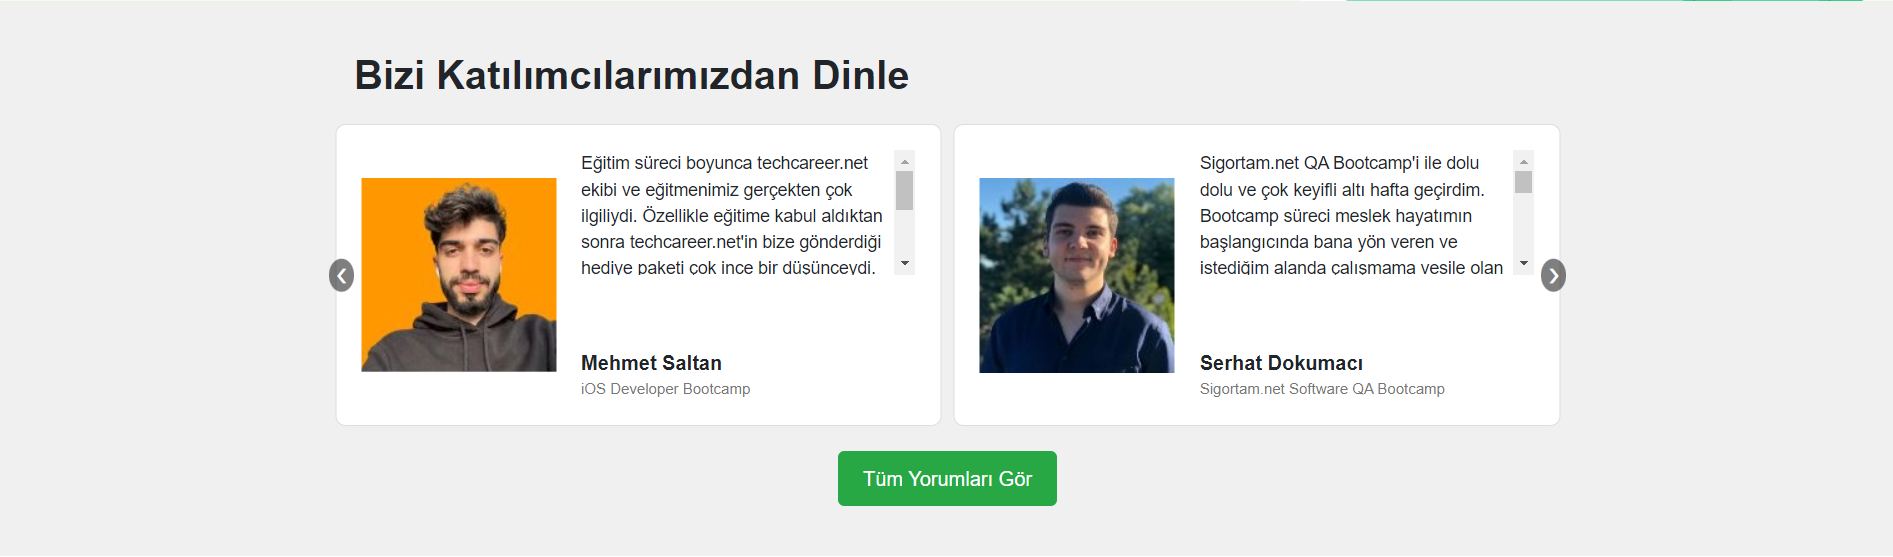 Bizi Katılımcılarımızdan Dinle
Eğitim süreci boyunca techcareer.net
ekibi ve eğitmenimiz gerçekten çok
ilgiliydi. Özellikle eğitime kabul aldıktan
sonra techcareer.net'in bize gönderdiği
hediye paketi çok ince bir düşünceydi.
Mehmet Saltan
iOS Developer Bootcamp
Sigortam.net QA Bootcamp'i ile dolu
dolu ve çok keyifli altı hafta geçirdim.
Bootcamp süreci meslek hayatımın
başlangıcında bana yön veren ve
istediğim alanda çalışmama vesile olan
Serhat Dokumacı
Sigortam.net Software QA Bootcamp
Tüm Yorumları Gör